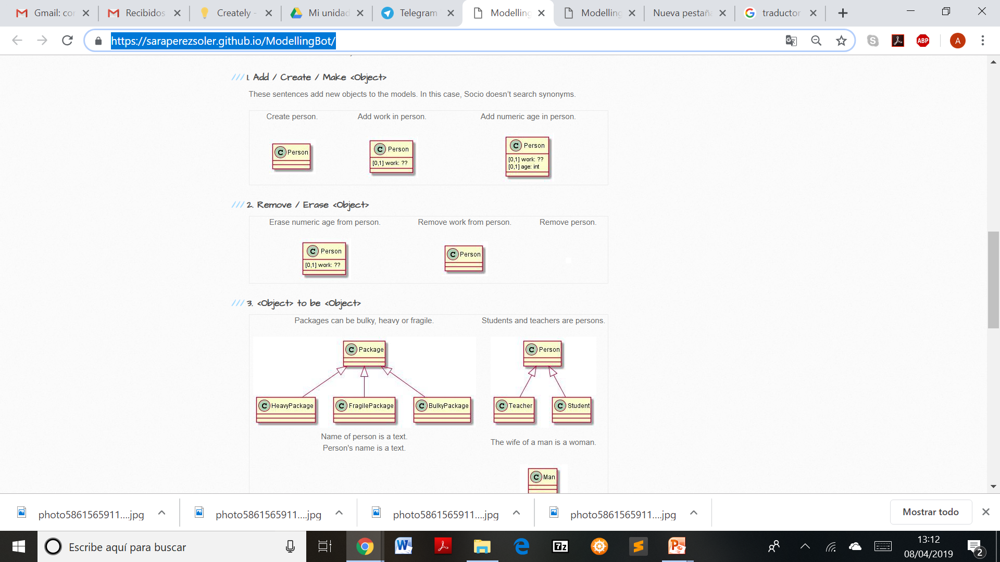 Gmail: cor
Recibidos
Creately -
Mi unidad
Telegram
Modelling
Modelling
Nueva pestaña
traductor
https://saraperezsoler.github.io/ModellingBot/
ABP
A
/// 1. Add / Create / Make <Object>
These sentences add new objects to the models. In this case, Socio doesn't search synonyms.
Create person.
Add work in person.
Add numeric age in person.
C Person
C Person
[0,1] work: ??
C Person
[0,1] work: ??
[0,1] age: int
/// 2. Remove / Erase <Object>
Erase numeric age from person.
Remove work from person.
Remove person.
C Person
[0,1] work: ??
C Person
/// 3. <Object> to be <Object>
Packages can be bulky, heavy or fragile.
Students and teachers are persons.
C Package
C HeavyPackage
C FragilePackage
C BulkyPackage
C Person
C Teacher
C Student
Name of person is a text.
Person's name is a text.
The wife of a man is a woman.
C Man
photo5861565911....jpg
photo5861565911....jpg
photo5861565911....jpg
photo5861565911....jpg
Mostrar todo
Escribe aquí para buscar
7z
13:12
08/04/2019
2